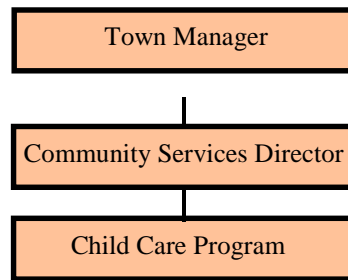 Town Manager
Community Services Director
Child Care Program